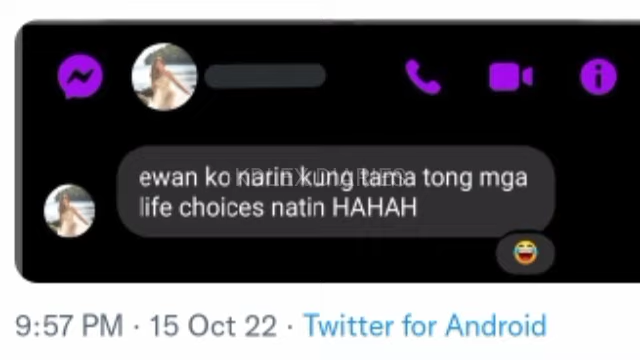 ewan ko narin kung tama tong mga
life choices natin HAHAH
9:57 PM · 15 Oct 22 · Twitter for Android